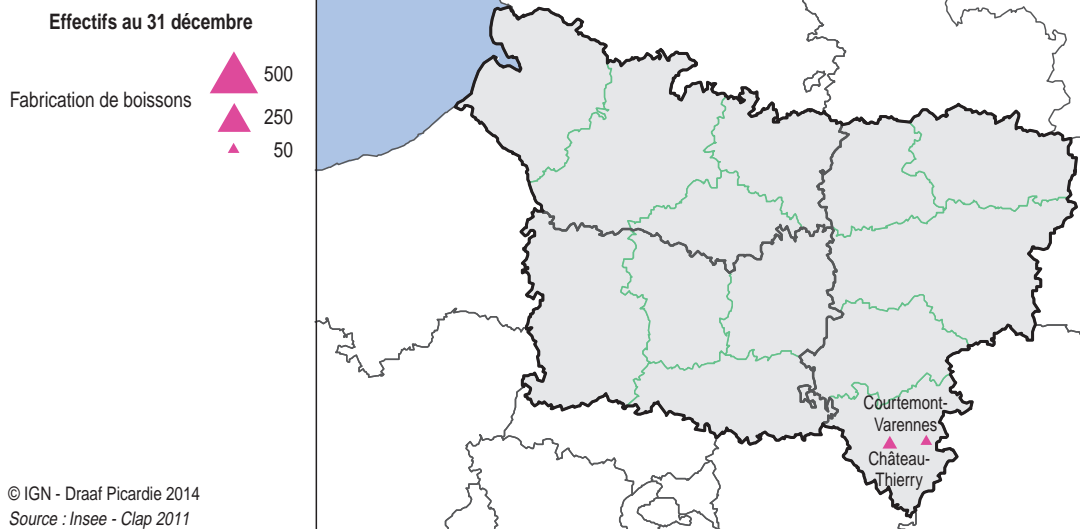 Effectifs au 31 décembre
Fabrication de boissons
500
250
50
Courtemont-
Varennes
Château-
Thierry
© IGN - Draaf Picardie 2014
Source : Insee - Clap 2011